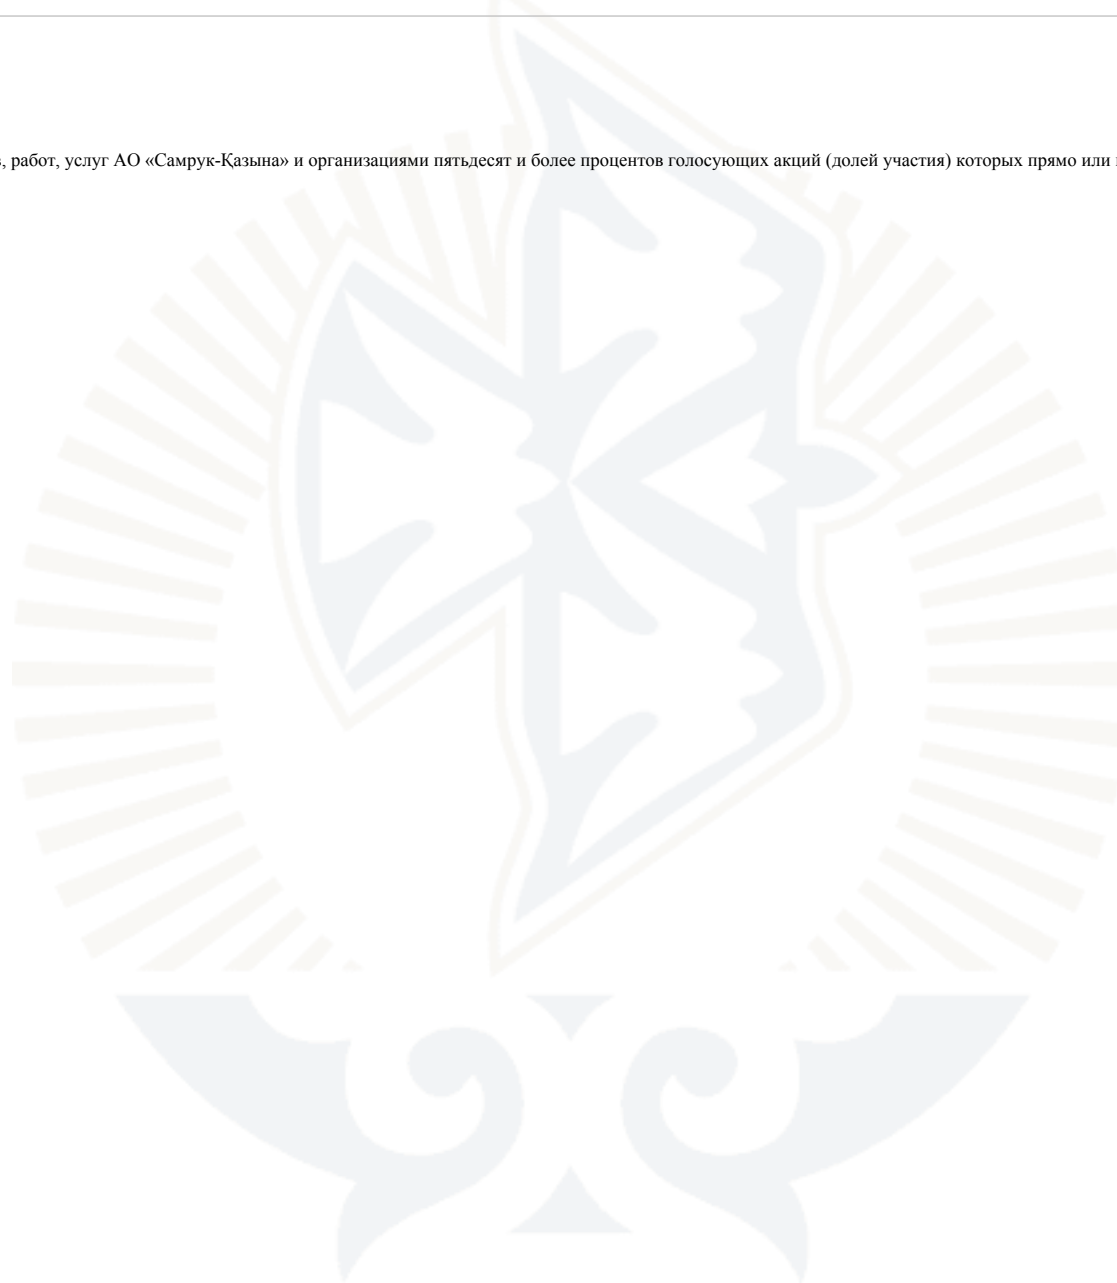 , работ, услуг АО «Самрук-Қазына» и организациями пятьдесят и более процентов голосующих акций (долей участия) которых прямо или